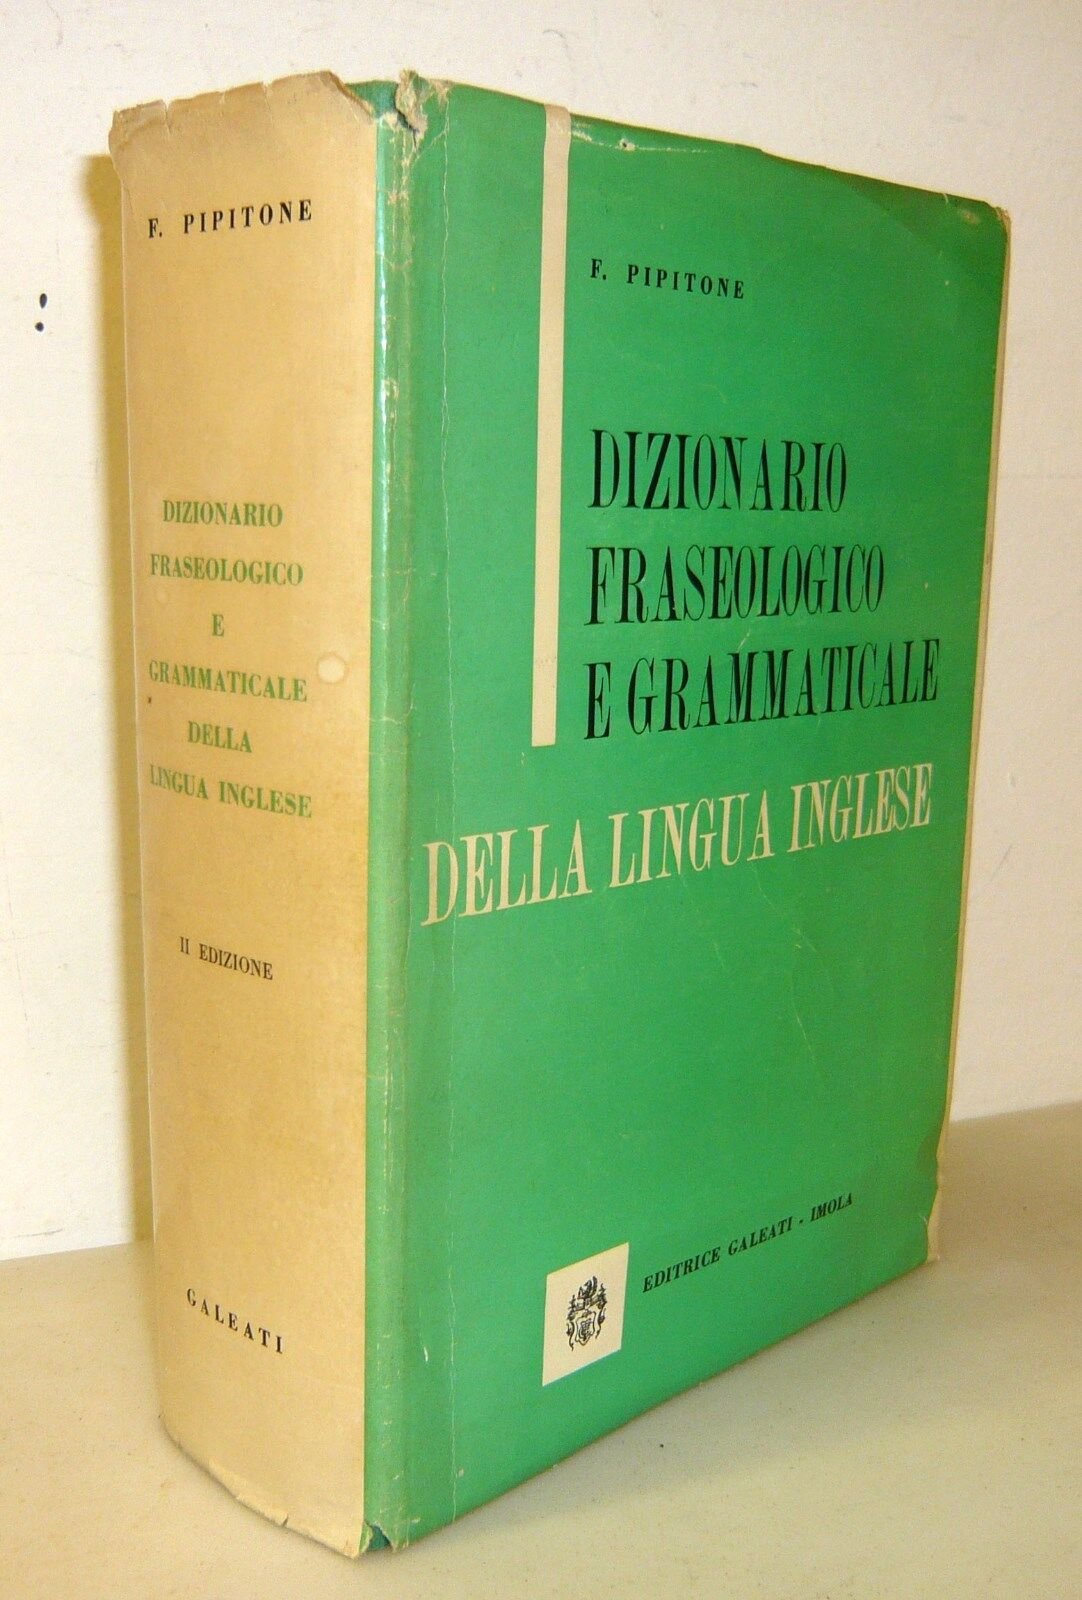 F. PIPITONE
DIZIONARIO
FRASEOLOGICO
E
GRAMMATICALE
DELLA
LINGUA INGLESE
II EDIZIONE
GALEATI
F. PIPITONE
DIZIONARIO
FRASEOLOGICO
E GRAMMATICALE
DELLA LINGUA INGLESE
EDITRICE GALEATI - IMOLA